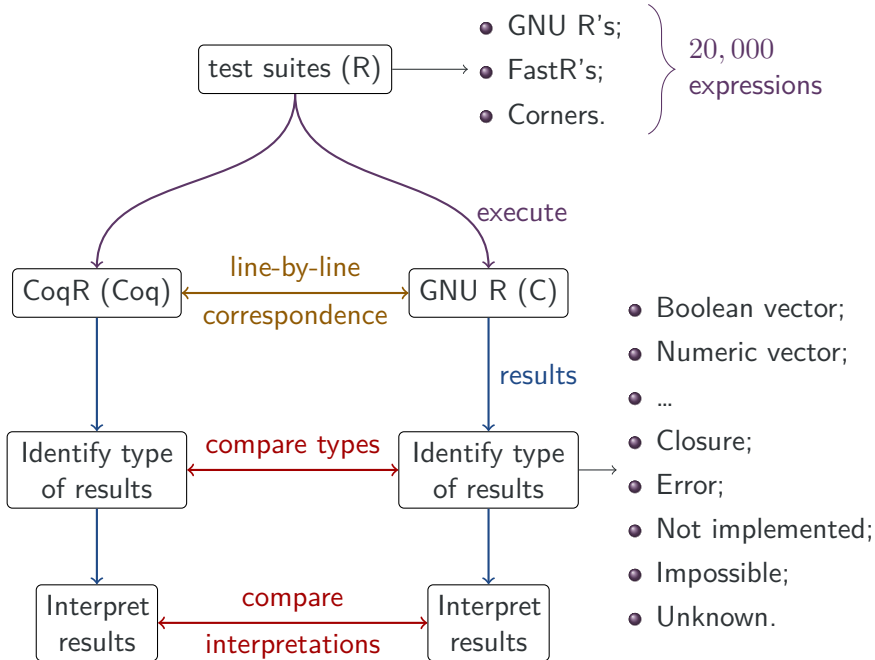 test suites (R)
GNU R's;
FastR's;
Corners.
20,000
expressions
execute
CoqR (Coq)
line-by-line
correspondence
GNU R (C)
results
Identify type
of results
compare types
Identify type
of results
Boolean vector;
Numeric vector;
...
Closure;
Error;
Not implemented;
Impossible;
Unknown.
Interpret
results
compare
interpretations
Interpret
results